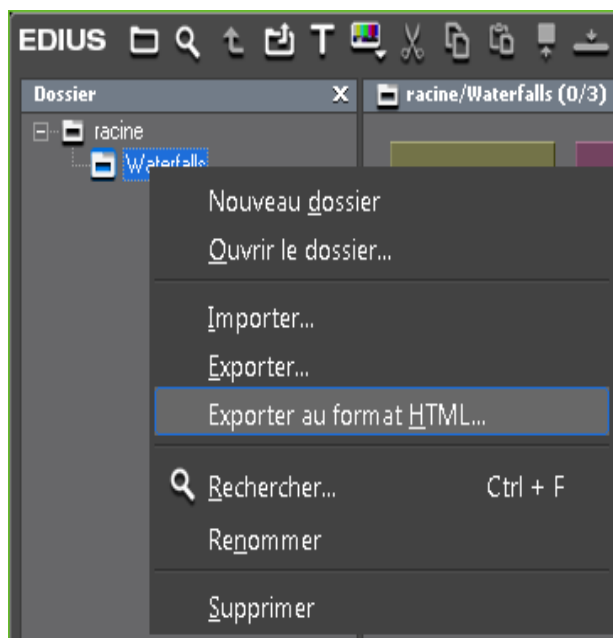 EDIUS T
Dossier X racine/Waterfalls (0/3)
racine
Waterfalls
Nouveau dossier
Ouvrir le dossier...
Importer...
Exporter...
Exporter au format HTML...
Rechercher... Ctrl + F
Renommer
Supprimer